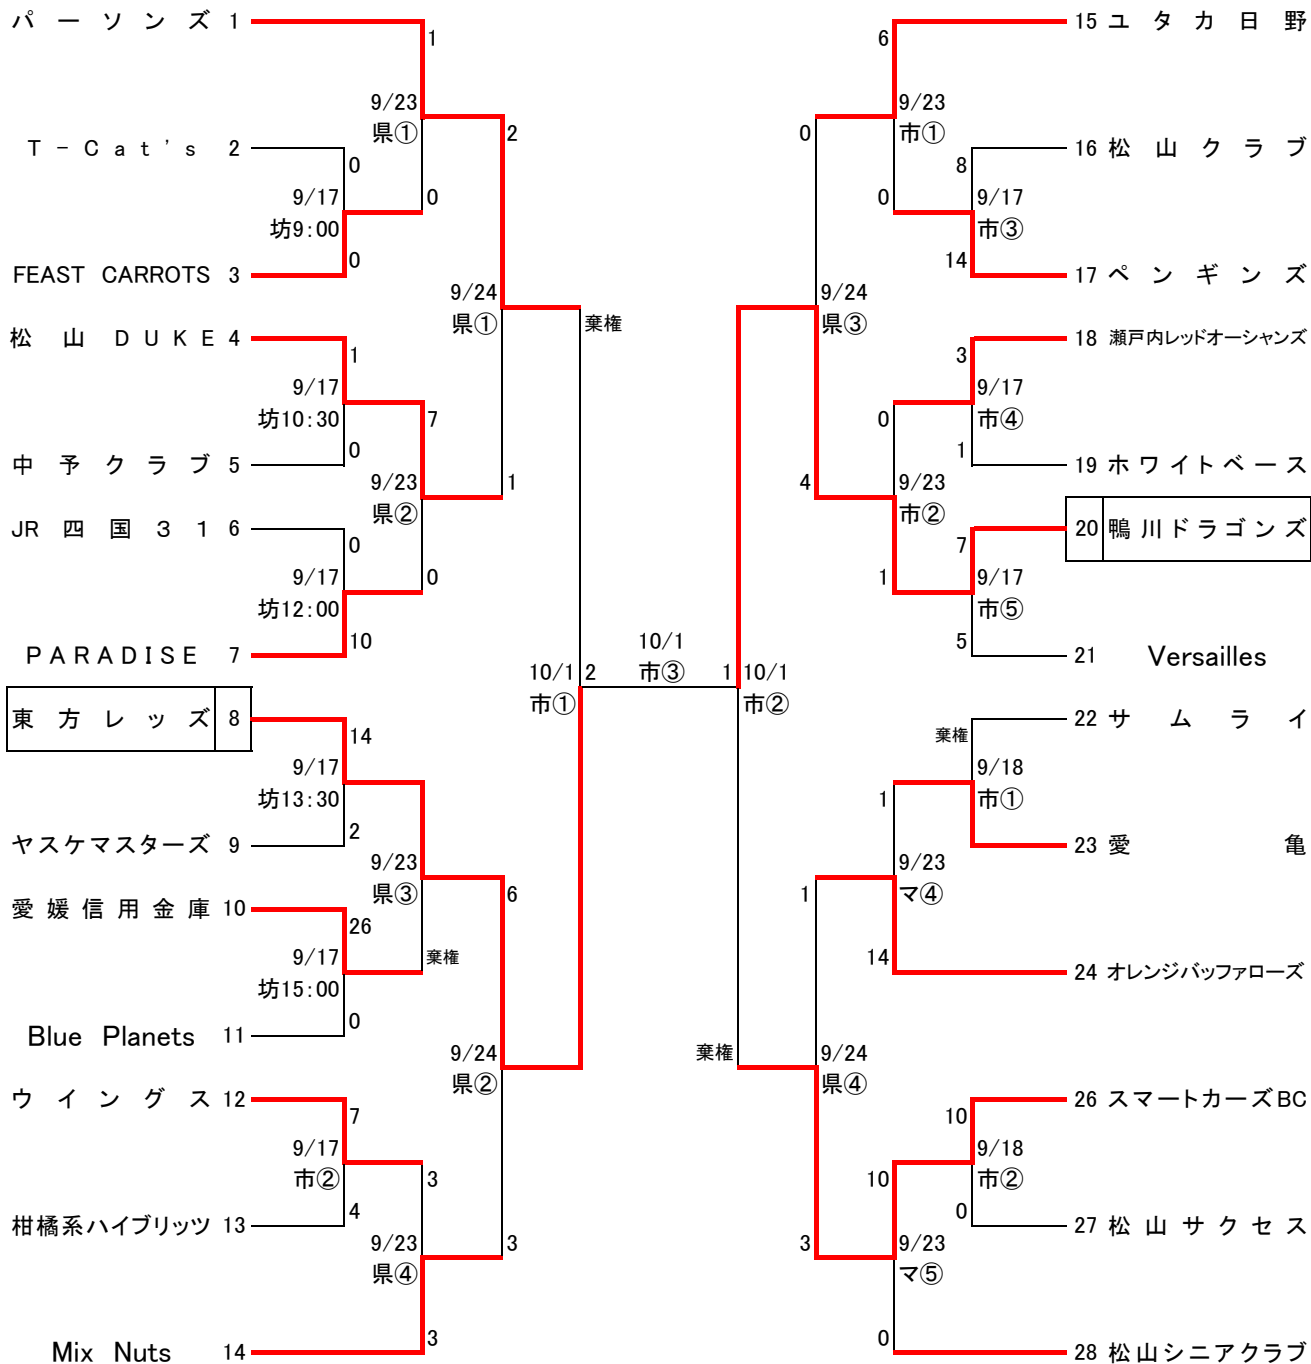 パーソンズ 1
1
9/23
県①
2
T-Cat's 2
0
9/17
坊9:00
0
FEAST CARROTS 3
0
9/24
県①
棄権
松山DUKE 4
1
9/17
坊10:30
7
中予クラブ 5
0
9/23
県②
1
JR四国31 6
0
9/17
坊12:00
0
PARADISE 7
10
10/1
市①
2
東方レッズ 8
14
9/17
坊13:30
ヤスケマスターズ 9
2
9/23
県③
6
愛媛信用金庫 10
26
9/17
坊15:00
棄権
Blue Planets 11
0
9/24
県②
ウイングス 12
7
9/17
市②
3
柑橘系ハイブリッツ 13
4
9/23
県④
3
Mix Nuts 14
3
10/1
市③
15 ユタカ日野
6
9/23
市①
0
16 松山クラブ
8
9/17
市③
0
17 ペンギンズ
14
9/24
県③
18 瀬戸内レッドオーシャンズ
3
9/17
市④
0
19 ホワイトベース
1
9/23
市②
4
20 鴨川ドラゴンズ
7
9/17
市⑤
1
21 Versailles
5
1
10/1
市②
22 サムライ
棄権
9/18
市①
1
23 愛亀
9/23
マ④
1
24 オレンジバッファローズ
14
棄権
9/24
県④
26 スマートカーズBC
10
9/18
市②
10
27 松山サクセス
0
9/23
マ⑤
3
28 松山シニアクラブ
0